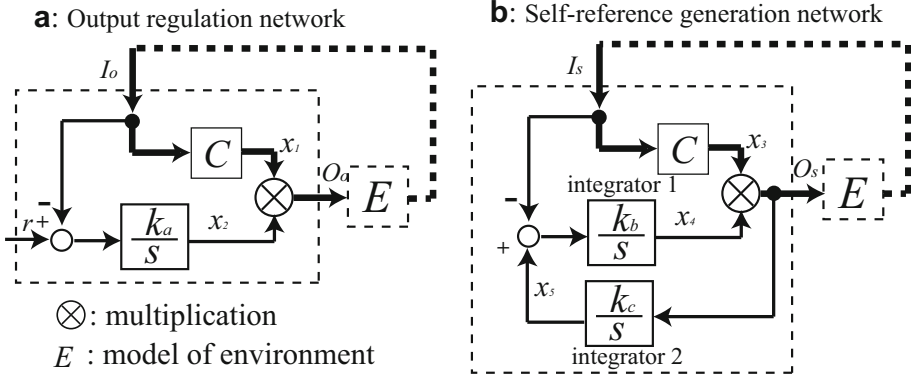 a: Output regulation network
b: Self-reference generation network
Io
Is
C
x1
C
x3
Oo
E
Os
E
integrator 1
r
+
-
ka
s
x2
-
+
kb
s
x4
x5
kc
s
integrator 2
⊗: multiplication
E : model of environment